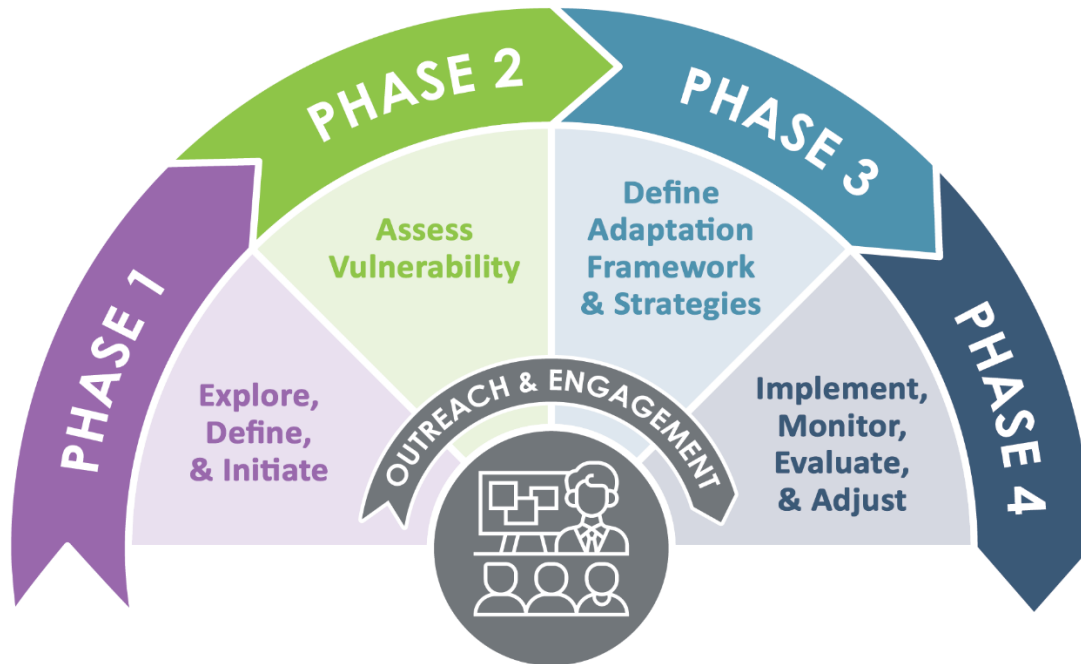 PHASE 1
Explore,
Define,
& Initiate
PHASE 2
Assess
Vulnerability
PHASE 3
Define
Adaptation
Framework
& Strategies
PHASE 4
Implement,
Monitor,
Evaluate,
& Adjust
OUTREACH & ENGAGEMENT